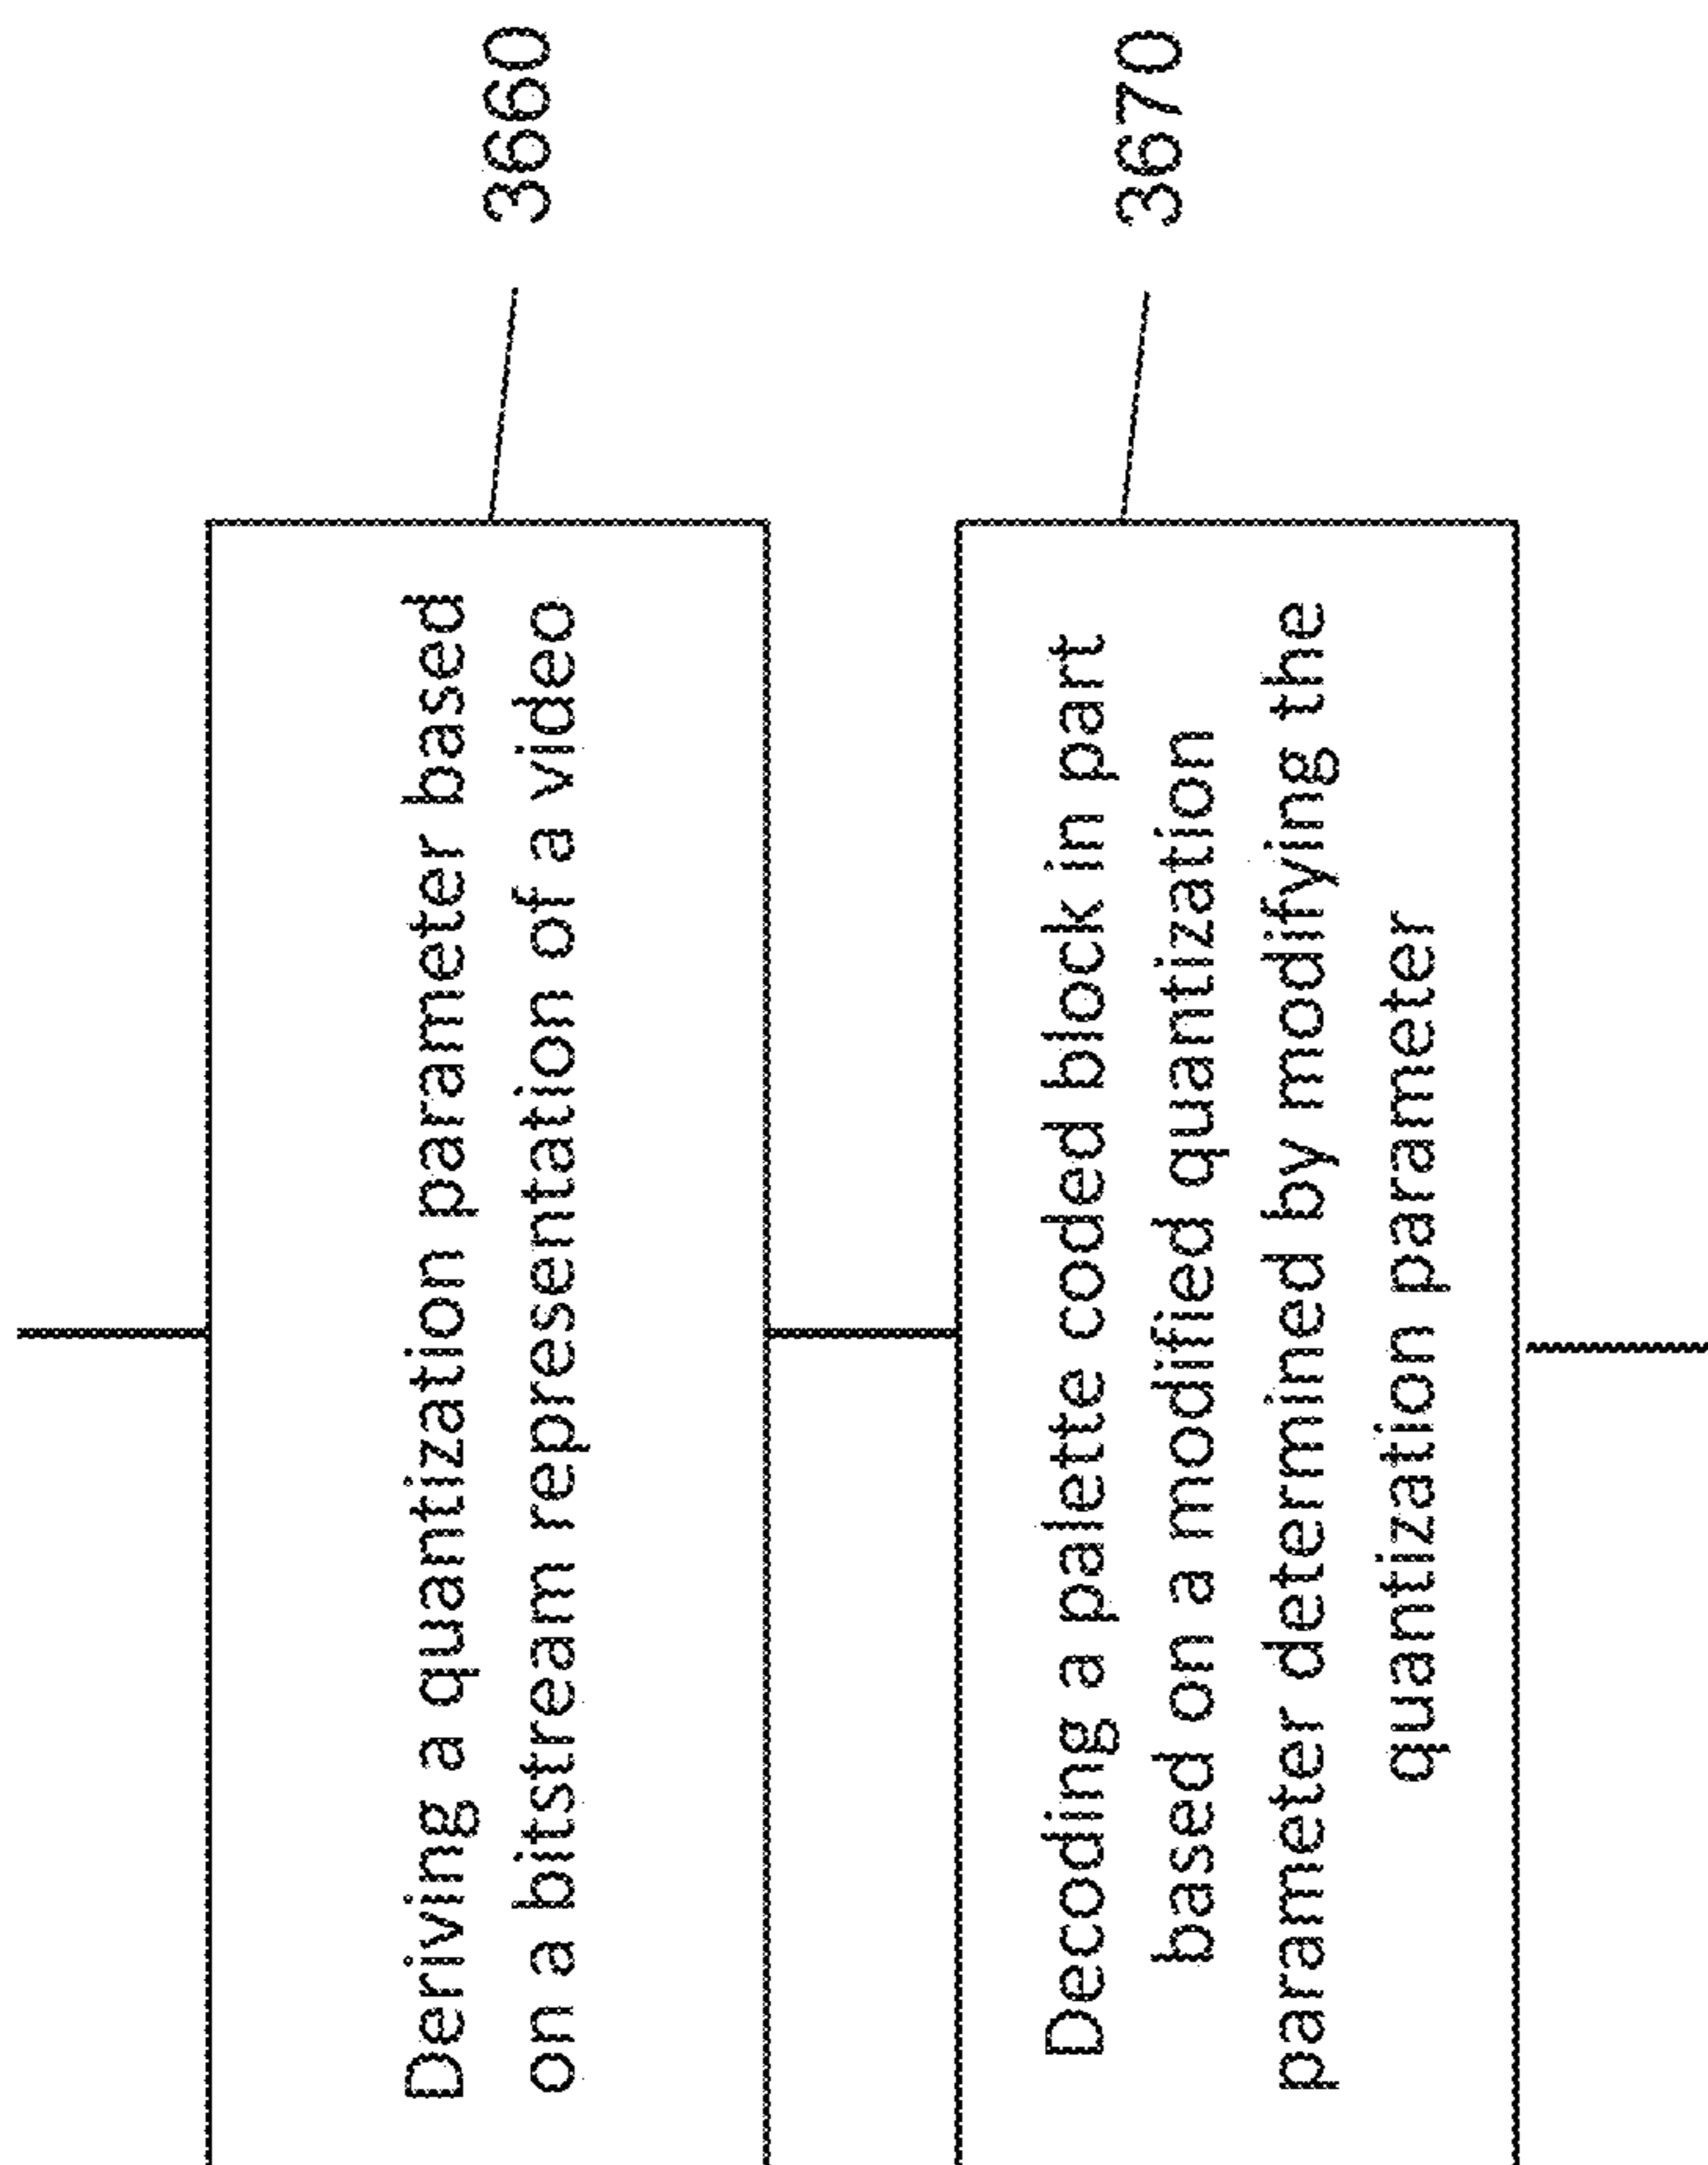 Deriving a quantization parameter based
on a bitstream representation of a video
3660
Decoding a palette coded block in part
based on a modified quantization
parameter determined by modifying the
quantization parameter
3670